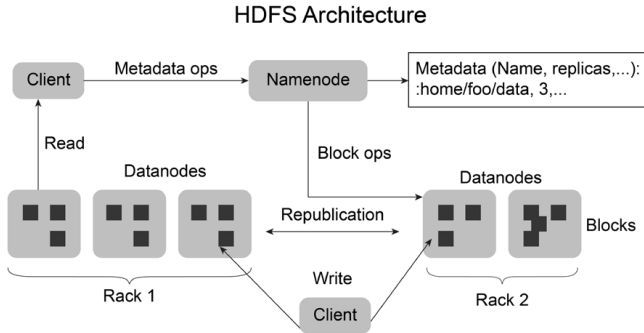 HDFS Architecture
Client
Metadata ops
Namenode
Metadata (Name, replicas,...):
:home/foo/data, 3,...
Read
Block ops
Datanodes
Datanodes
Republication
Blocks
Rack 1
Write
Client
Rack 2